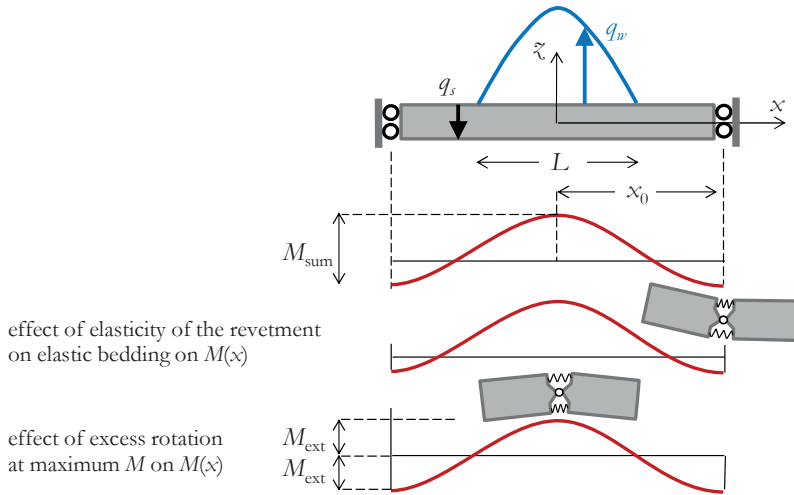 q_w
z
q_s
x
L
x_0
M_sum
effect of elasticity of the revetment
on elastic bedding on M(x)
effect of excess rotation
at maximum M on M(x)
M_ext
M_ext